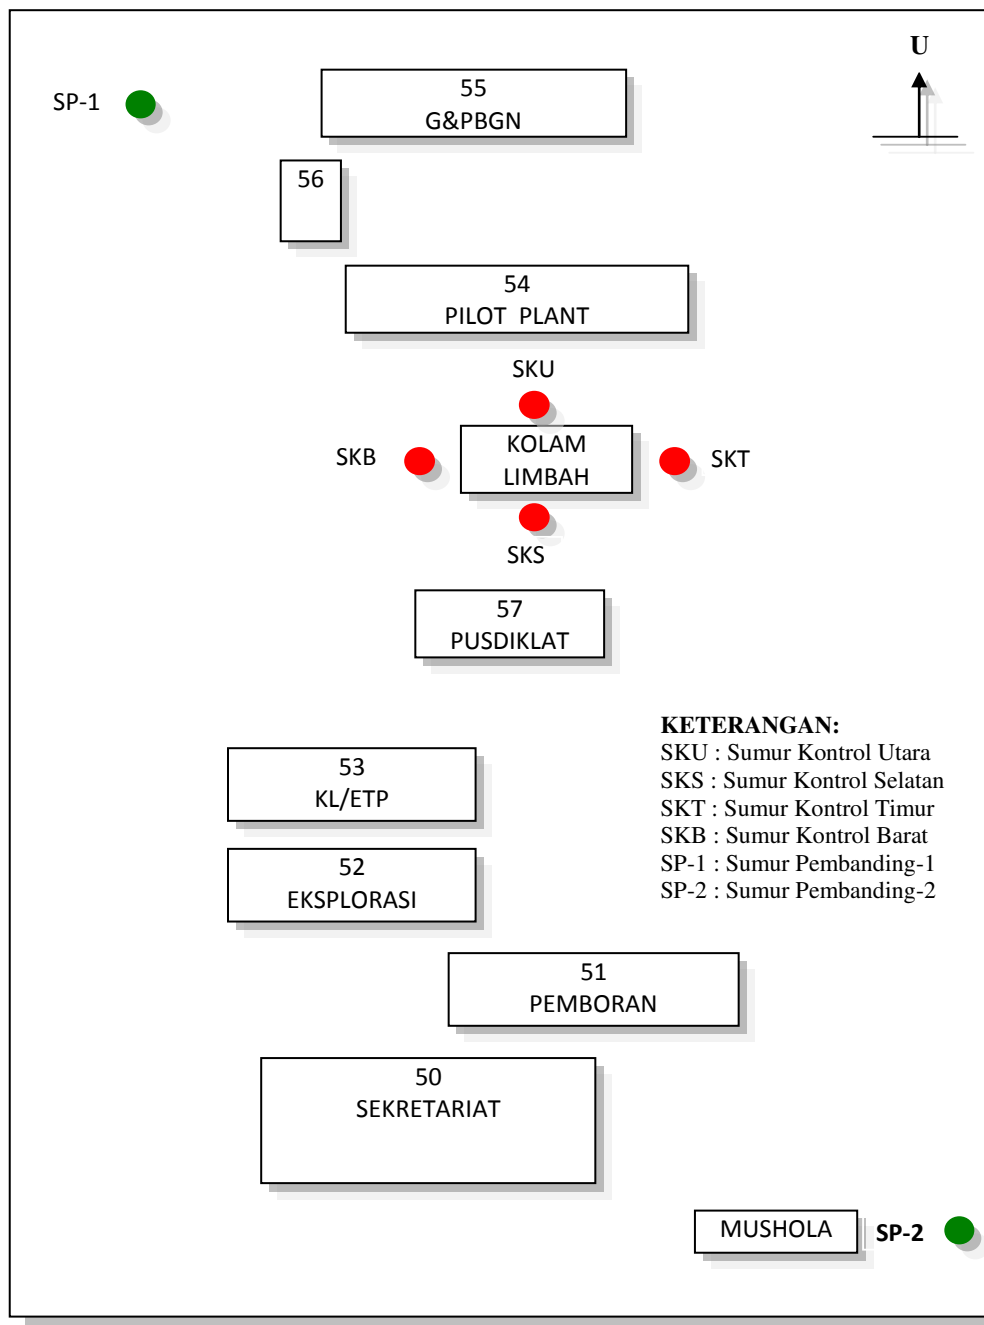 U
SP-1
55
G&PBGN
56
54
PILOT PLANT
SKU
SKB
KOLAM
LIMBAH
SKT
SKS
57
PUSDIKLAT
KETERANGAN:
SKU : Sumur Kontrol Utara
SKS : Sumur Kontrol Selatan
SKT : Sumur Kontrol Timur
SKB : Sumur Kontrol Barat
SP-1 : Sumur Pembanding-1
SP-2 : Sumur Pembanding-2
53
KL/ETP
52
EKSPLORASI
51
PEMBORAN
50
SEKRETARIAT
MUSHOLA
SP-2